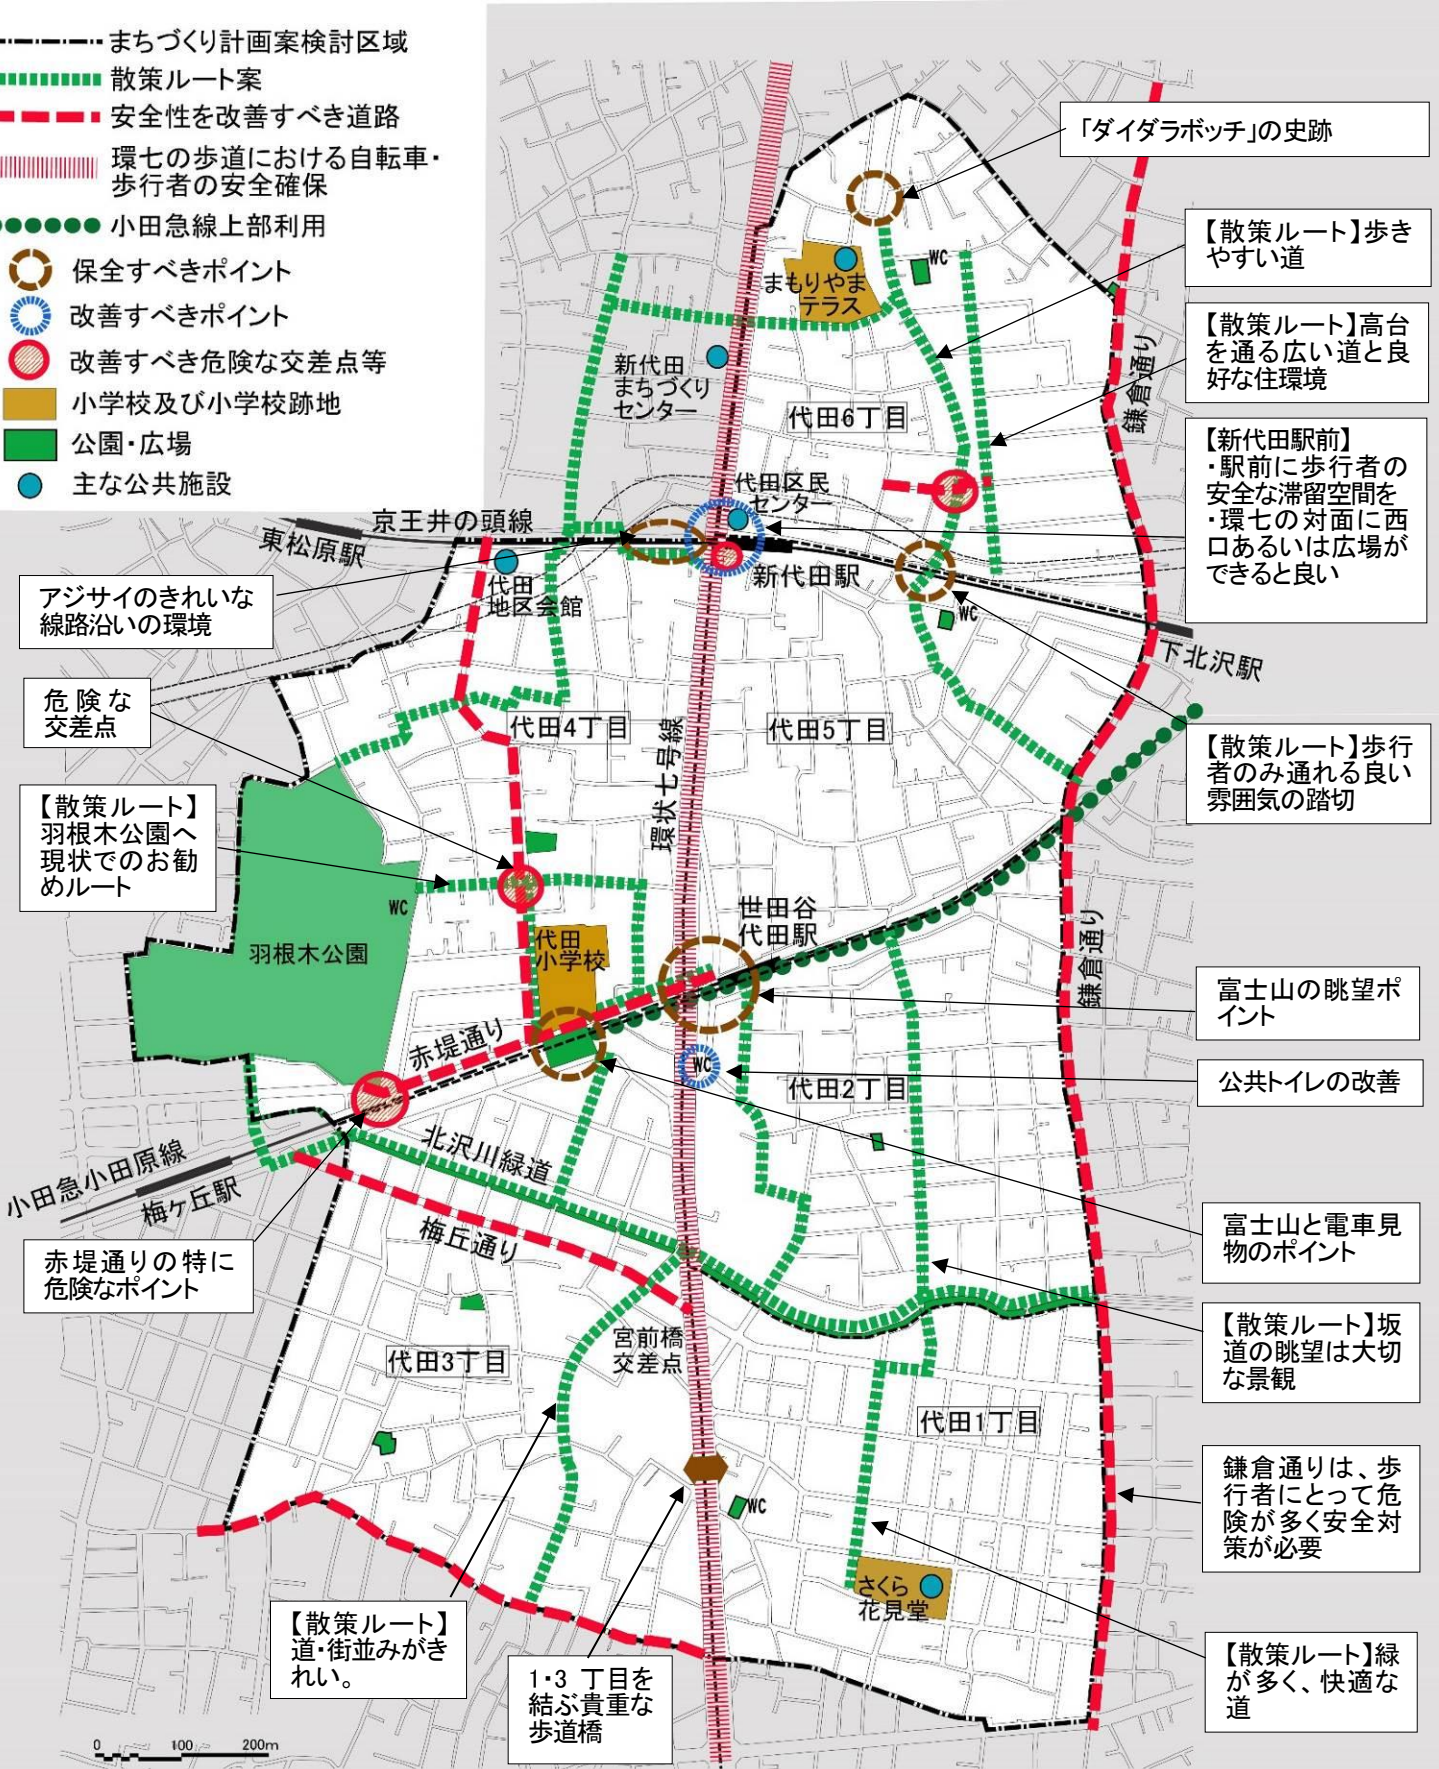 まちづくり計画案検討区域
散策ルート案
安全性を改善すべき道路
環七の歩道における自転車・
歩行者の安全確保
小田急線上部利用
保全すべきポイント
改善すべきポイント
改善すべき危険な交差点等
小学校及び小学校跡地
公園・広場
主な公共施設
「ダイダラボッチ」の史跡
【散策ルート】歩き
やすい道
WC
まもりやま
テラス
【散策ルート】高台
を通る広い道と良
好な住環境
鎌倉通り
新代田
まちづくり
センター
代田6丁目
【新代田駅前】
・駅前に歩行者の
安全な滞留空間を
・環七の対面に西
口あるいは広場が
できると良い
代田区民
センター
京王井の頭線
東松原駅
新代田駅
代田
地区会館
アジサイのきれいな
線路沿いの環境
WC
下北沢駅
危険な
交差点
代田4丁目
環状七号線
代田5丁目
【散策ルート】歩行
者のみ通れる良い
雰囲気の踏切
【散策ルート】
羽根木公園へ
現状でのお勧
めルート
WC
羽根木公園
代田
小学校
世田谷
代田駅
鎌倉通り
富士山の眺望ポ
イント
赤堤通り
WC
代田2丁目
公共トイレの改善
北沢川緑道
小田急小田原線
梅ヶ丘駅
梅丘通り
富士山と電車見
物のポイント
赤堤通りの特に
危険なポイント
宮前橋
交差点
代田3丁目
【散策ルート】坂
道の眺望は大切
な景観
代田1丁目
鎌倉通りは、歩
行者にとって危
険が多く安全対
策が必要
WC
さくら
花見堂
【散策ルート】
道・街並みがき
れい。
1・3 丁目を
結ぶ貴重な
歩道橋
【散策ルート】緑
が多く、快適な
道
0 100 200m